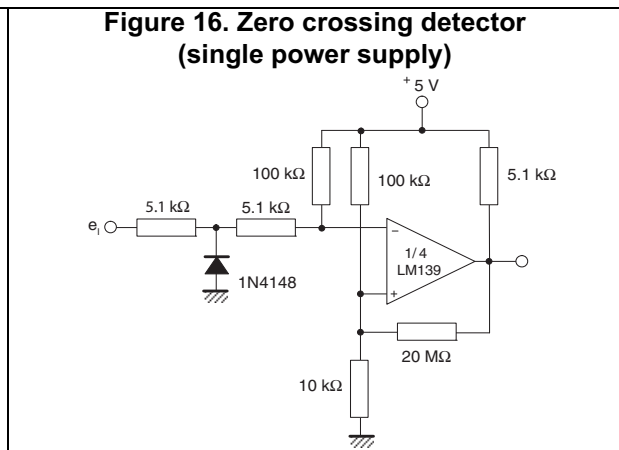 Figure 16. Zero crossing detector
(single power supply)
+ 5 V
100 kΩ
100 kΩ
5.1 kΩ
5.1 kΩ
5.1 kΩ
eI
−
1/4
LM139
1N4148
+
20 MΩ
10 kΩ